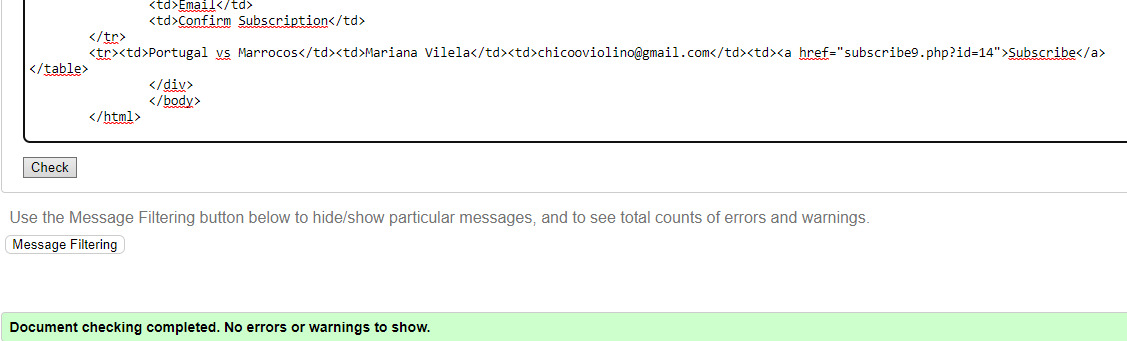 <td>Email</td>
<td>Confirm Subscription</td>
</tr>
<tr><td>Portugal vs Marrocos</td><td>Mariana Vilela</td><td>chicooviolino@gmail.com</td><td><a href="subscribe9.php?id=14">Subscribe</a>
</table>
</div>
</body>
</html>
Check
Use the Message Filtering button below to hide/show particular messages, and to see total counts of errors and warnings.
Message Filtering
Document checking completed. No errors or warnings to show.